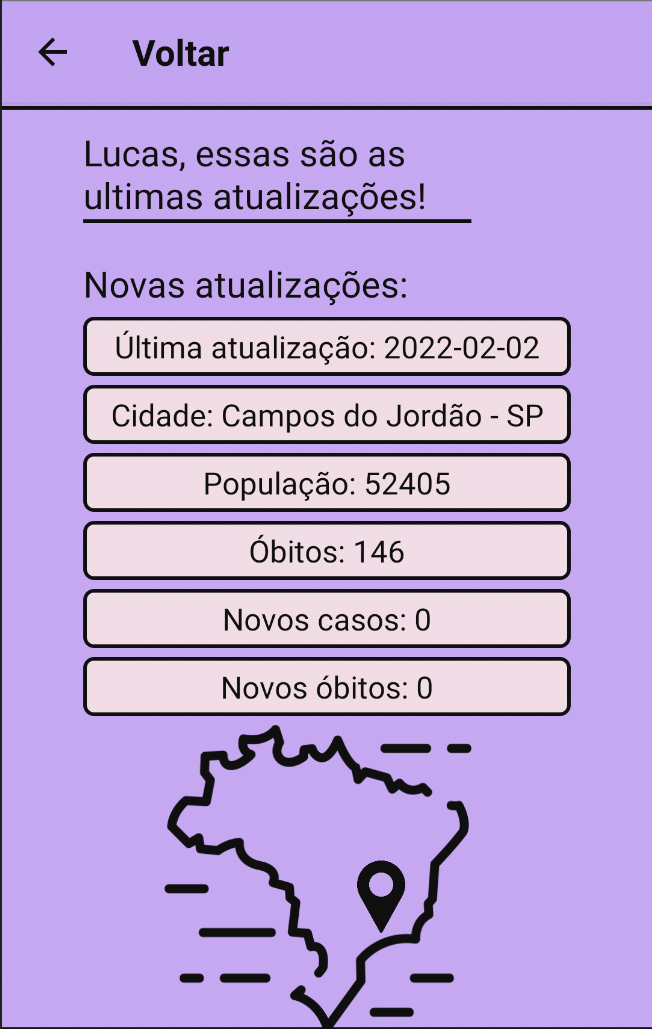 Voltar
Lucas, essas são as
ultimas atualizações!
Novas atualizações:
Última atualização: 2022-02-02
Cidade: Campos do Jordão - SP
População: 52405
Óbitos: 146
Novos casos: 0
Novos óbitos: 0